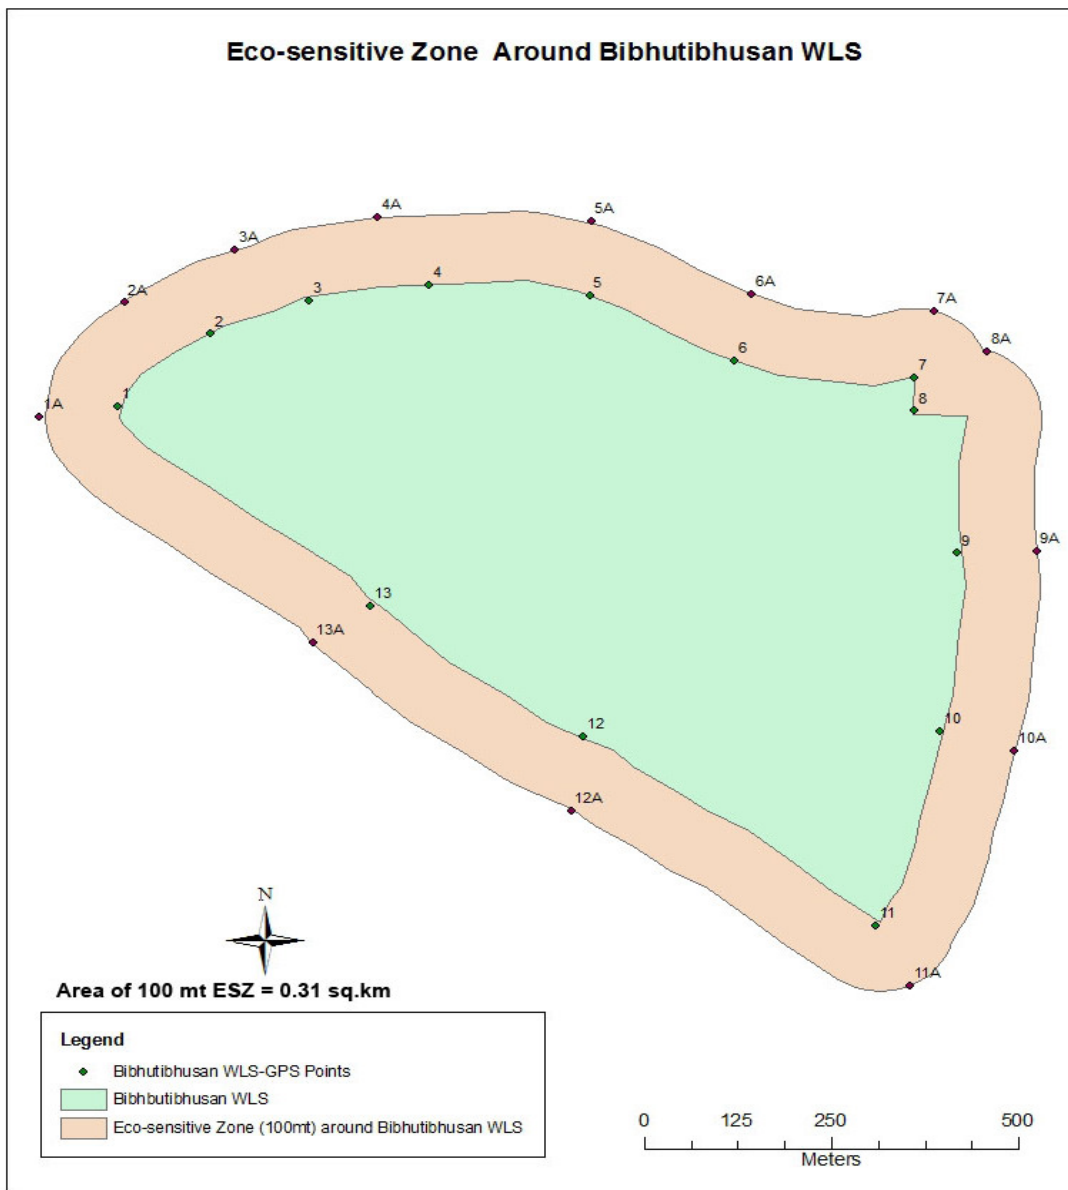 Eco-sensitive Zone Around Bibhutibhusan WLS
4A
5A
3A
6A
2A
4
5
3
7A
2
8A
6
7
1
1A
8
9
9A
13
13A
12
10
10A
12A
11
11A
N
Area of 100 mt ESZ = 0.31 sq.km
Legend
Bibhutibhusan WLS-GPS Points
Bibhbutibhusan WLS
Eco-sensitive Zone (100mt) around Bibhutibhusan WLS
0 125 250 500
Meters